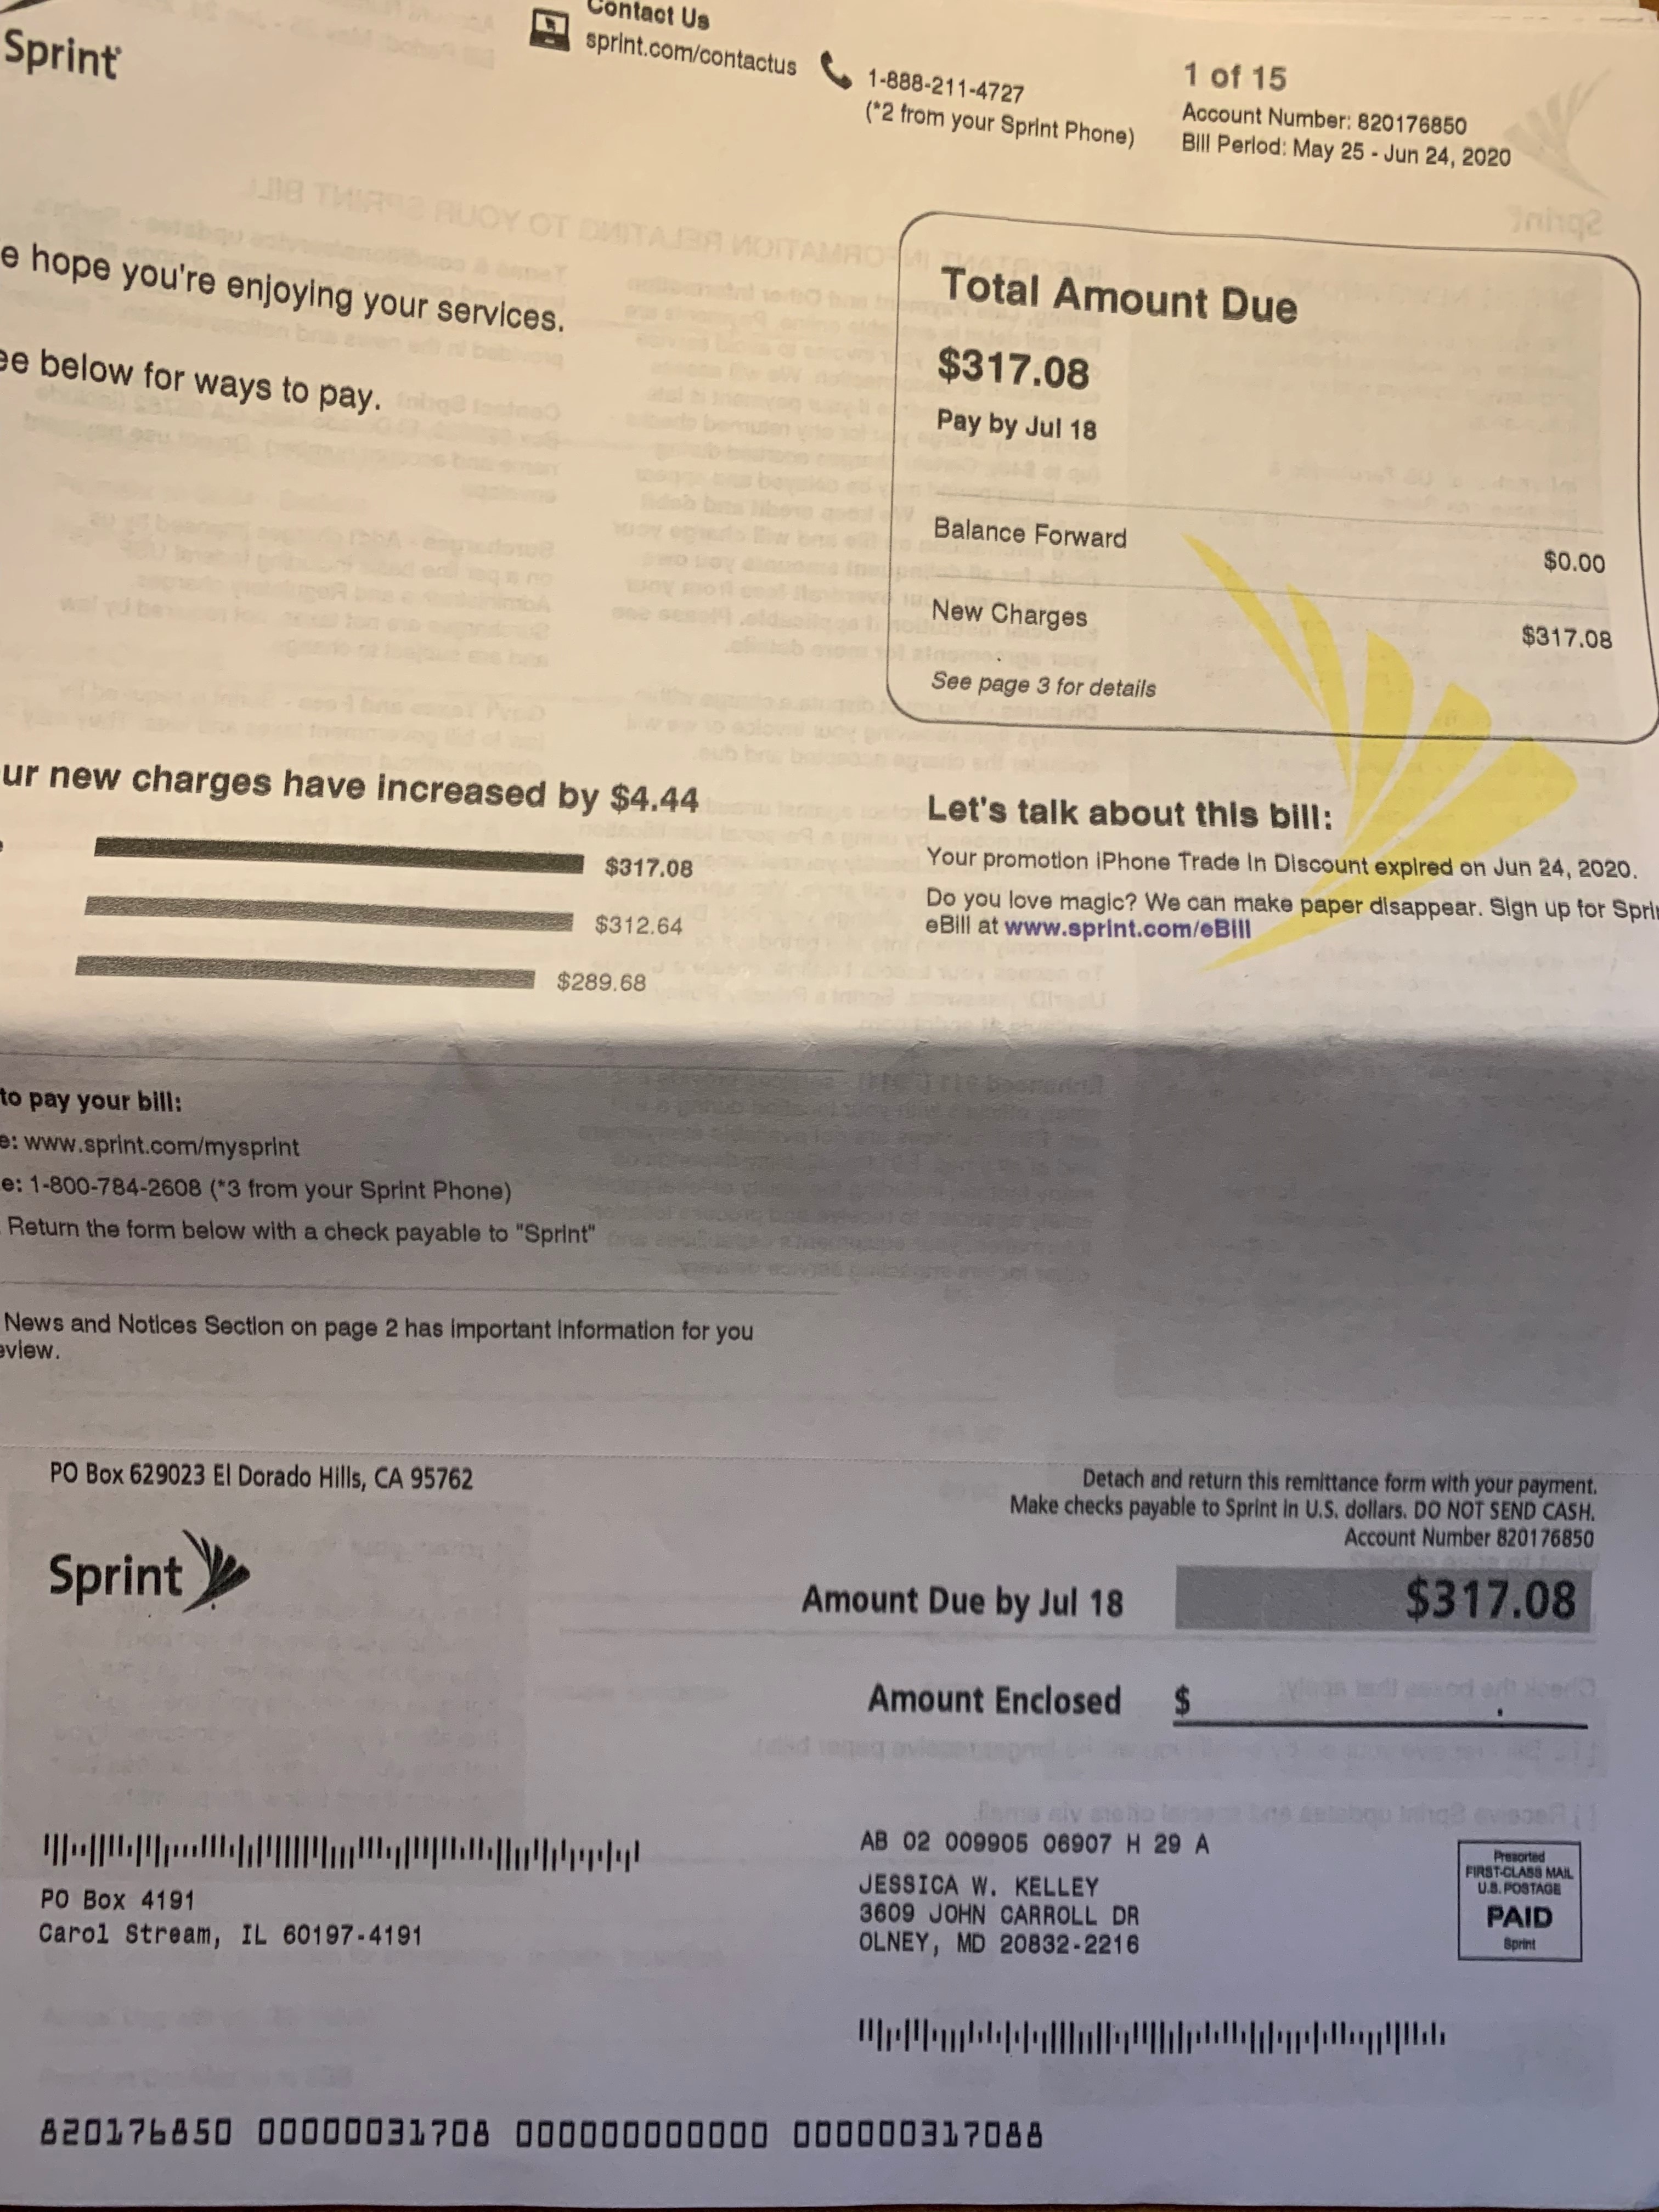 Sprint
Contact Us
sprint.com/contactus
1-888-211-4727
(*2 from your Sprint Phone)
1 of 15
Account Number: 820176850
Bill Period: May 25 - Jun 24, 2020
e hope you're enjoying your services.
ee below for ways to pay.
Total Amount Due
$317.08
Pay by Jul 18
Balance Forward $0.00
New Charges $317.08
See page 3 for details
ur new charges have increased by $4.44
$317.08
$312.64
$289.68
Let's talk about this bill:
Your promotion iPhone Trade In Discount expired on Jun 24, 2020.
Do you love magic? We can make paper disappear. Sign up for Sprin
eBill at www.sprint.com/eBill
to pay your bill:
e: www.sprint.com/mysprint
e: 1-800-784-2608 (*3 from your Sprint Phone)
Return the form below with a check payable to "Sprint"
News and Notices Section on page 2 has important information for you
eview.
PO Box 629023 El Dorado Hills, CA 95762
Detach and return this remittance form with your payment.
Make checks payable to Sprint in U.S. dollars. DO NOT SEND CASH.
Account Number 820176850
Sprint
Amount Due by Jul 18 $317.08
Amount Enclosed $ .
AB 02 009905 06907 H 29 A
JESSICA W. KELLEY
3609 JOHN CARROLL DR
OLNEY, MD 20832-2216
Presorted
FIRST-CLASS MAIL
U.S. POSTAGE
PAID
Sprint
PO Box 4191
Carol Stream, IL 60197-4191
820176850 00000031708 000000000000 000000317088